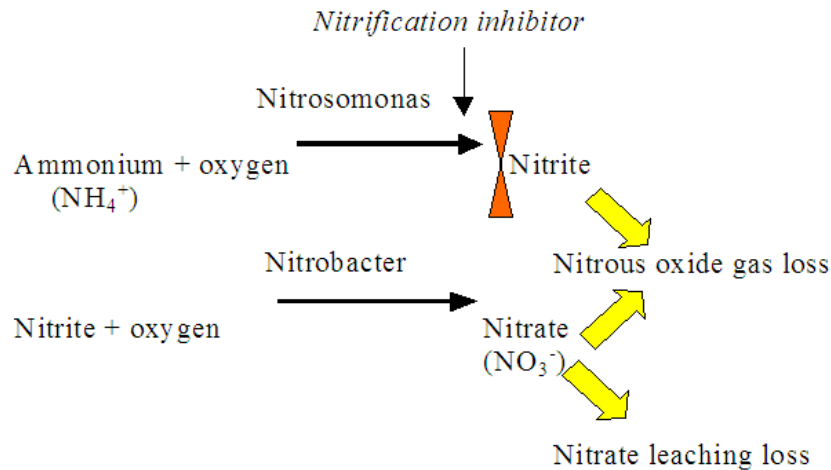 Nitrification inhibitor
Nitrosomonas
Ammonium + oxygen
(NH₄⁺)
Nitrite
Nitrobacter
Nitrous oxide gas loss
Nitrite + oxygen
Nitrate
(NO₃⁻)
Nitrate leaching loss